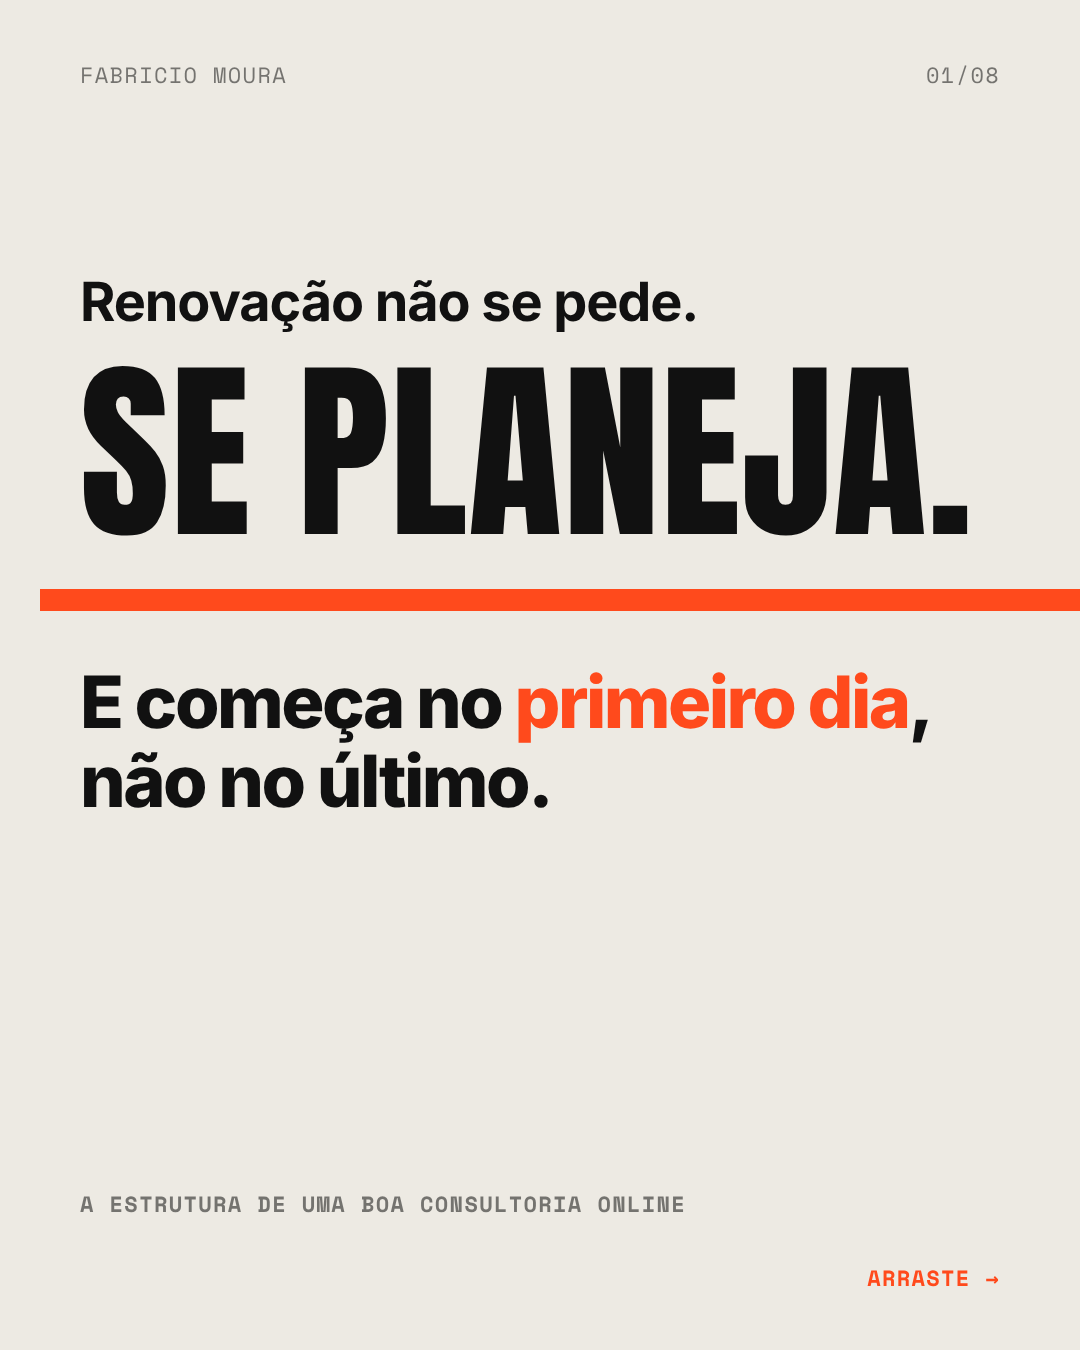 FABRICIO MOURA
01/08
Renovação não se pede.
SE PLANEJA.
E começa no primeiro dia,
não no último.
A ESTRUTURA DE UMA BOA CONSULTORIA ONLINE
ARRASTE →